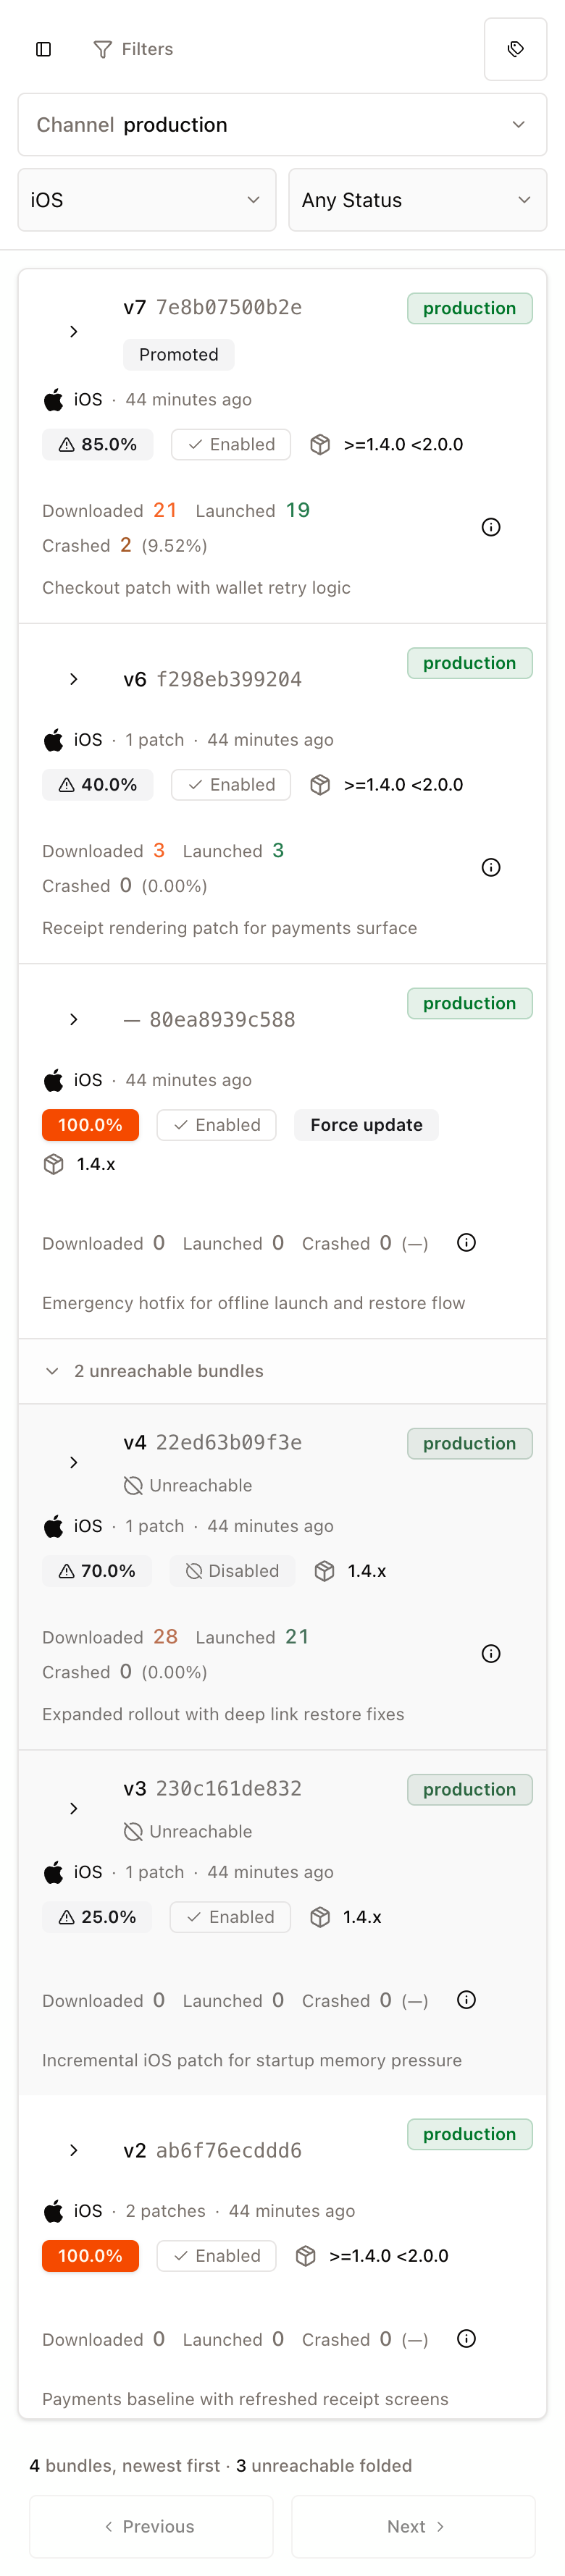 Filters
Channel production
iOS
Any Status
v7 7e8b07500b2e production
Promoted
iOS · 44 minutes ago
85.0% Enabled >=1.4.0 <2.0.0
Downloaded 21 Launched 19
Crashed 2 (9.52%)
Checkout patch with wallet retry logic
production
v6 f298eb399204
iOS · 1 patch · 44 minutes ago
40.0% Enabled >=1.4.0 <2.0.0
Downloaded 3 Launched 3
Crashed 0 (0.00%)
Receipt rendering patch for payments surface
production
— 80ea8939c588
iOS · 44 minutes ago
100.0% Enabled Force update
1.4.x
Downloaded 0 Launched 0 Crashed 0 (—)
Emergency hotfix for offline launch and restore flow
2 unreachable bundles
v4 22ed63b09f3e production
Unreachable
iOS · 1 patch · 44 minutes ago
70.0% Disabled 1.4.x
Downloaded 28 Launched 21
Crashed 0 (0.00%)
Expanded rollout with deep link restore fixes
v3 230c161de832 production
Unreachable
iOS · 1 patch · 44 minutes ago
25.0% Enabled 1.4.x
Downloaded 0 Launched 0 Crashed 0 (—)
Incremental iOS patch for startup memory pressure
production
v2 ab6f76ecddd6
iOS · 2 patches · 44 minutes ago
100.0% Enabled >=1.4.0 <2.0.0
Downloaded 0 Launched 0 Crashed 0 (—)
Payments baseline with refreshed receipt screens
4 bundles, newest first · 3 unreachable folded
Previous
Next